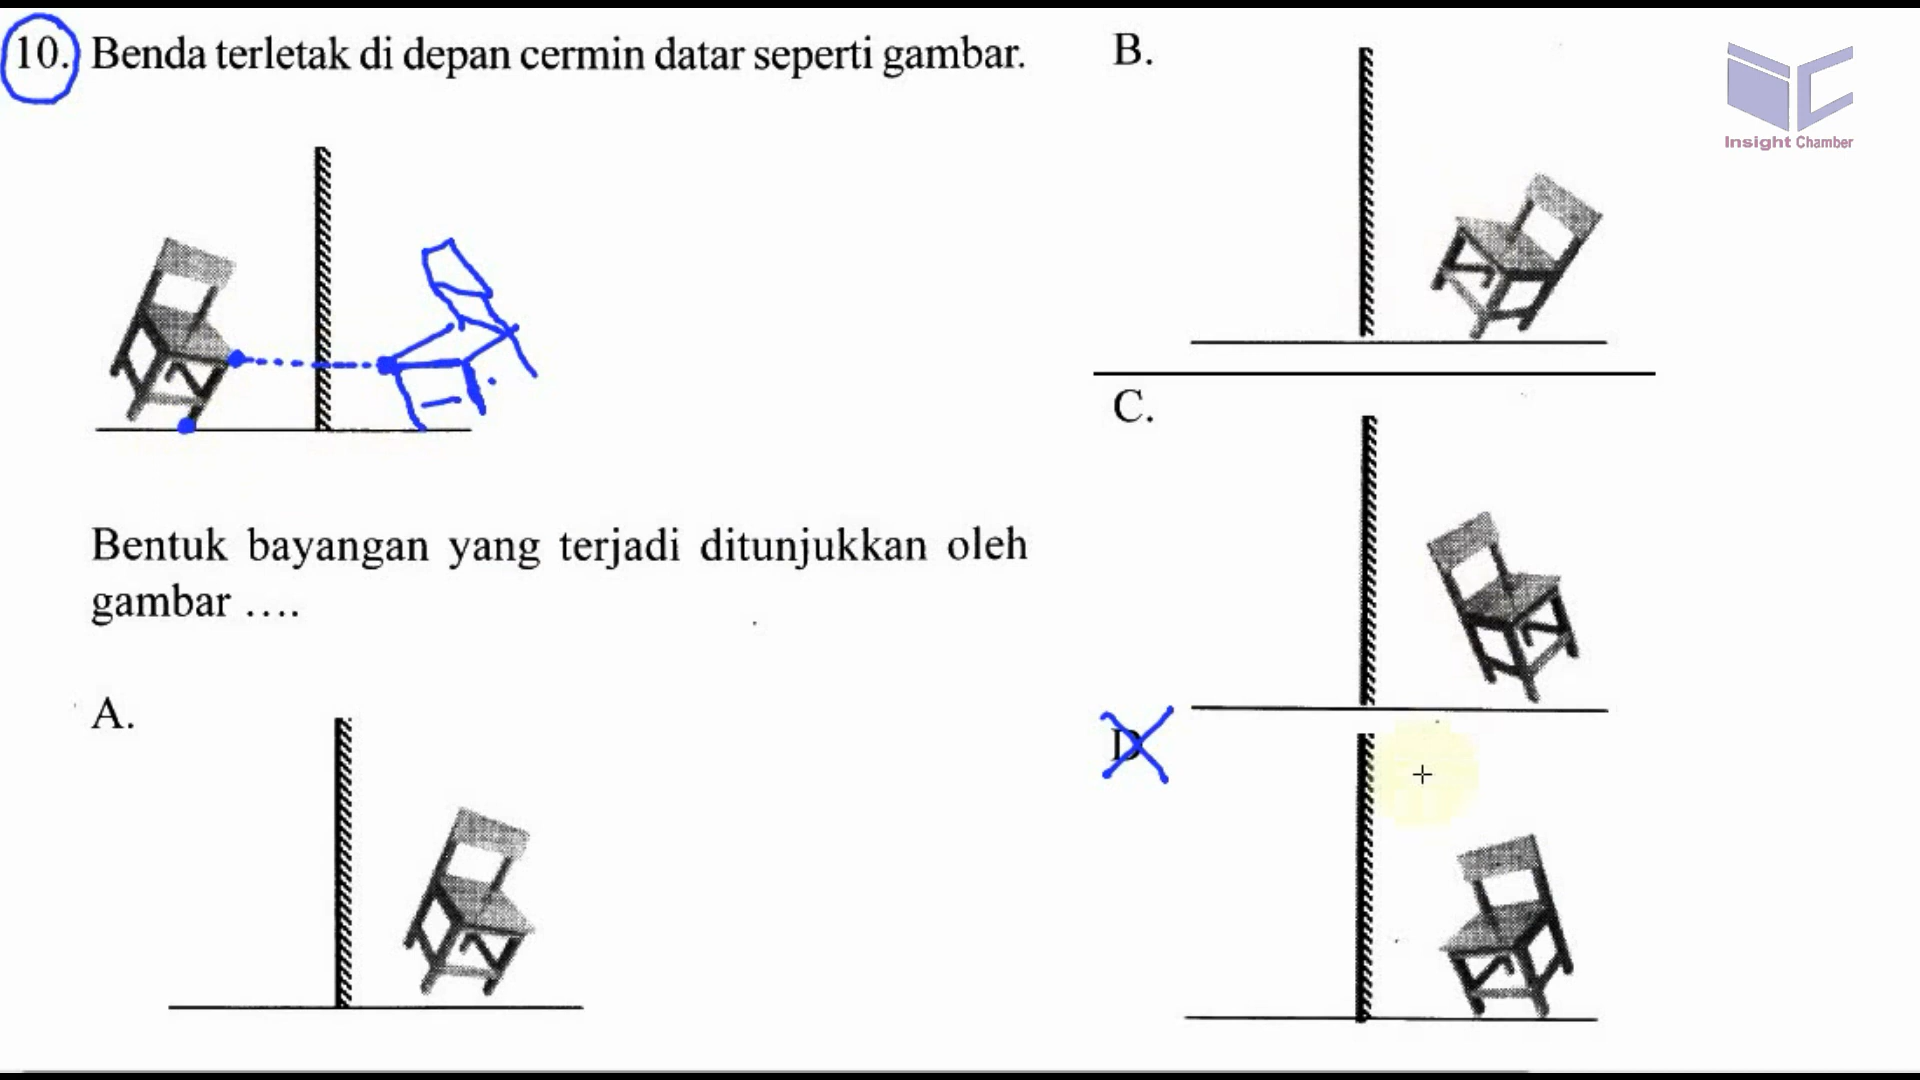 10. Benda terletak di depan cermin datar seperti gambar.
Bentuk bayangan yang terjadi ditunjukkan oleh
gambar ....
A.
B.
C.
D
Insight Chamber